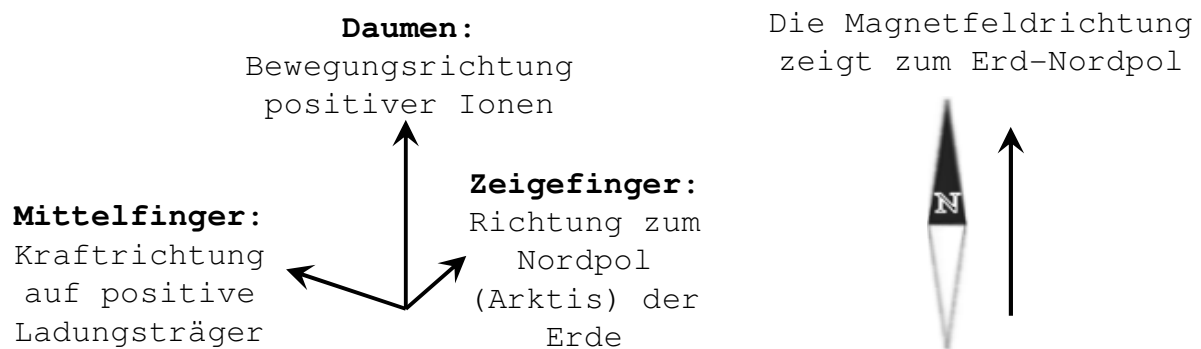 Daumen:
Bewegungsrichtung
positiver Ionen
Mittelfinger:
Kraftrichtung
auf positive
Ladungsträger
Zeigefinger:
Richtung zum
Nordpol
(Arktis) der
Erde
Die Magnetfeldrichtung
zeigt zum Erd-Nordpol
N